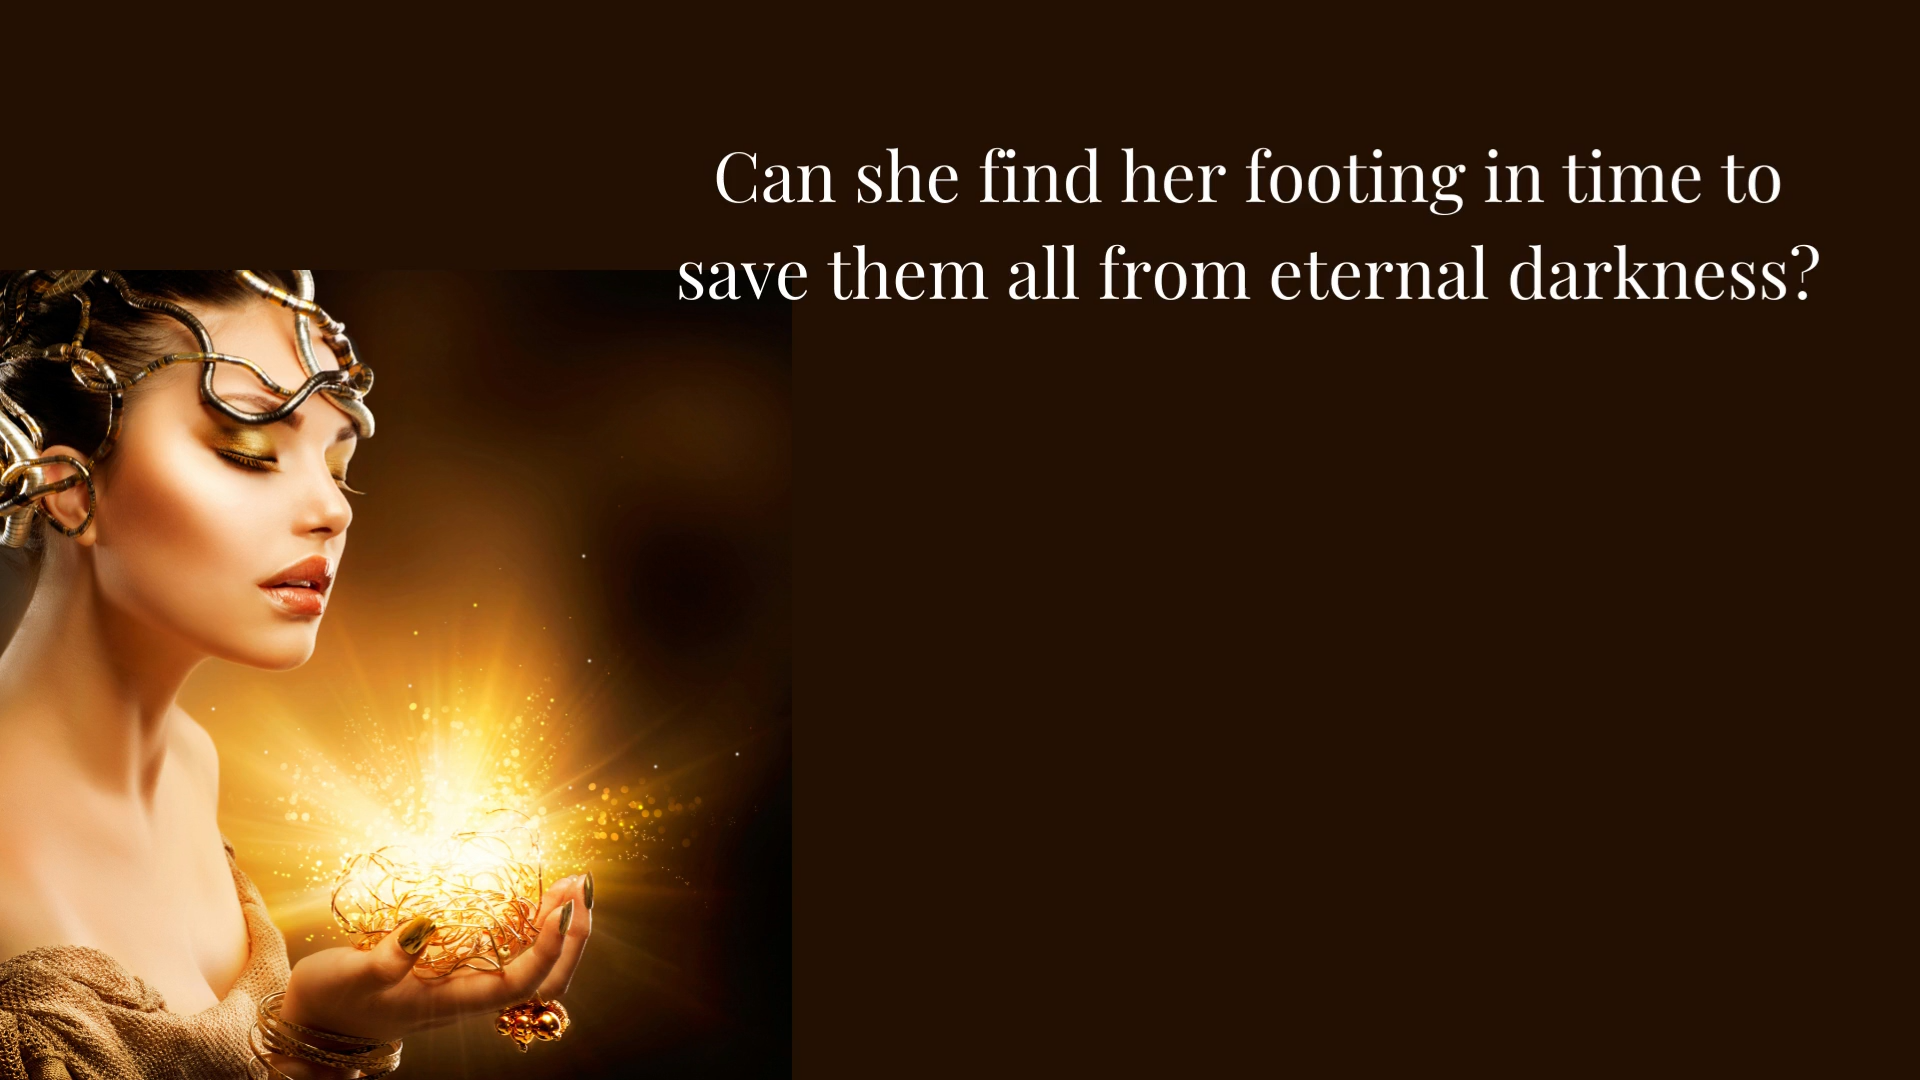 Can she find her footing in time to
save them all from eternal darkness?